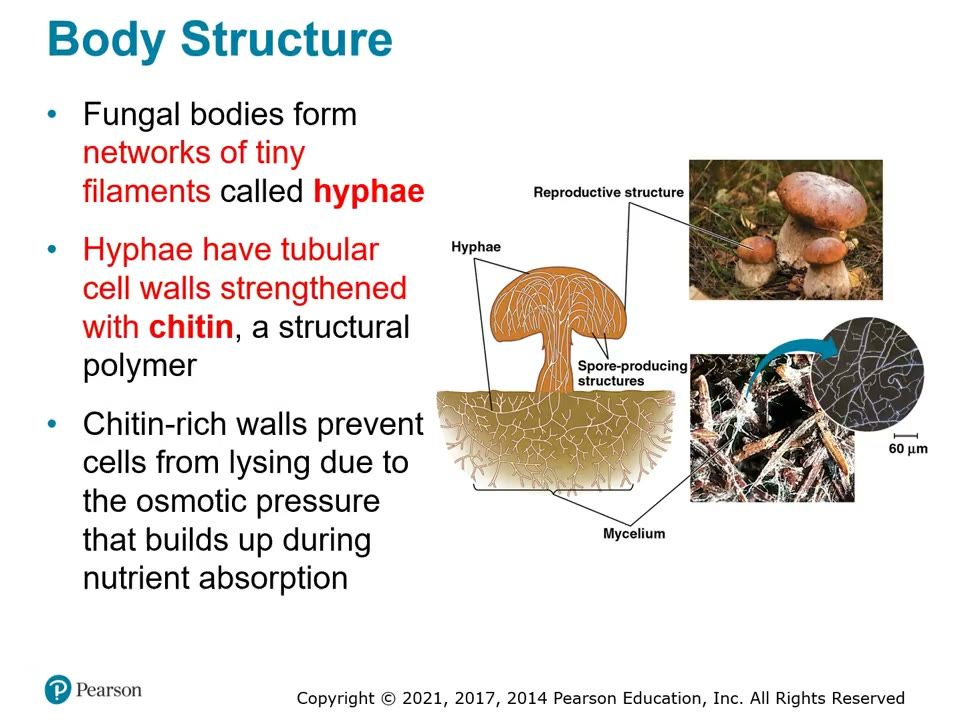 Body Structure
• Fungal bodies form
networks of tiny
filaments called hyphae
• Hyphae have tubular
cell walls strengthened
with chitin, a structural
polymer
• Chitin-rich walls prevent
cells from lysing due to
the osmotic pressure
that builds up during
nutrient absorption
Reproductive structure
Hyphae
Spore-producing
structures
60 μm
Mycelium
P Pearson
Copyright © 2021, 2017, 2014 Pearson Education, Inc. All Rights Reserved